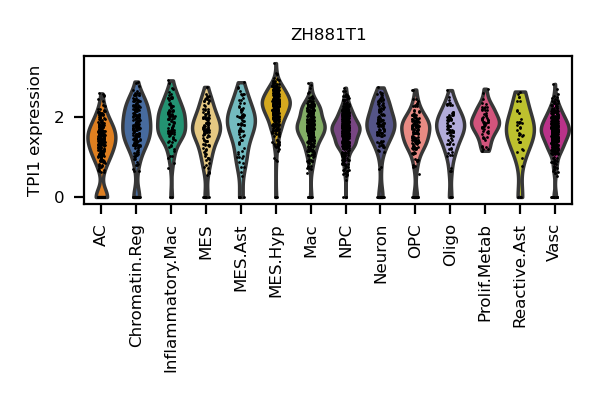 ZH881T1
TPI1 expression
2
0
AC
Chromatin.Reg
Inflammatory.Mac
MES
MES.Ast
MES.Hyp
Mac
NPC
Neuron
OPC
Oligo
Prolif.Metab
Reactive.Ast
Vasc